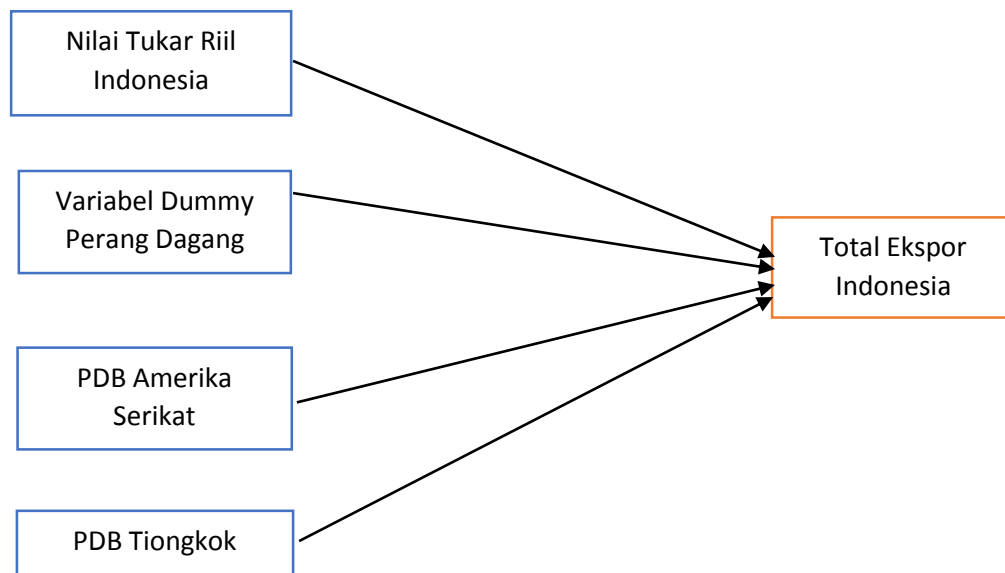 Nilai Tukar Riil
Indonesia
Variabel Dummy
Perang Dagang
Total Ekspor
Indonesia
PDB Amerika
Serikat
PDB Tiongkok